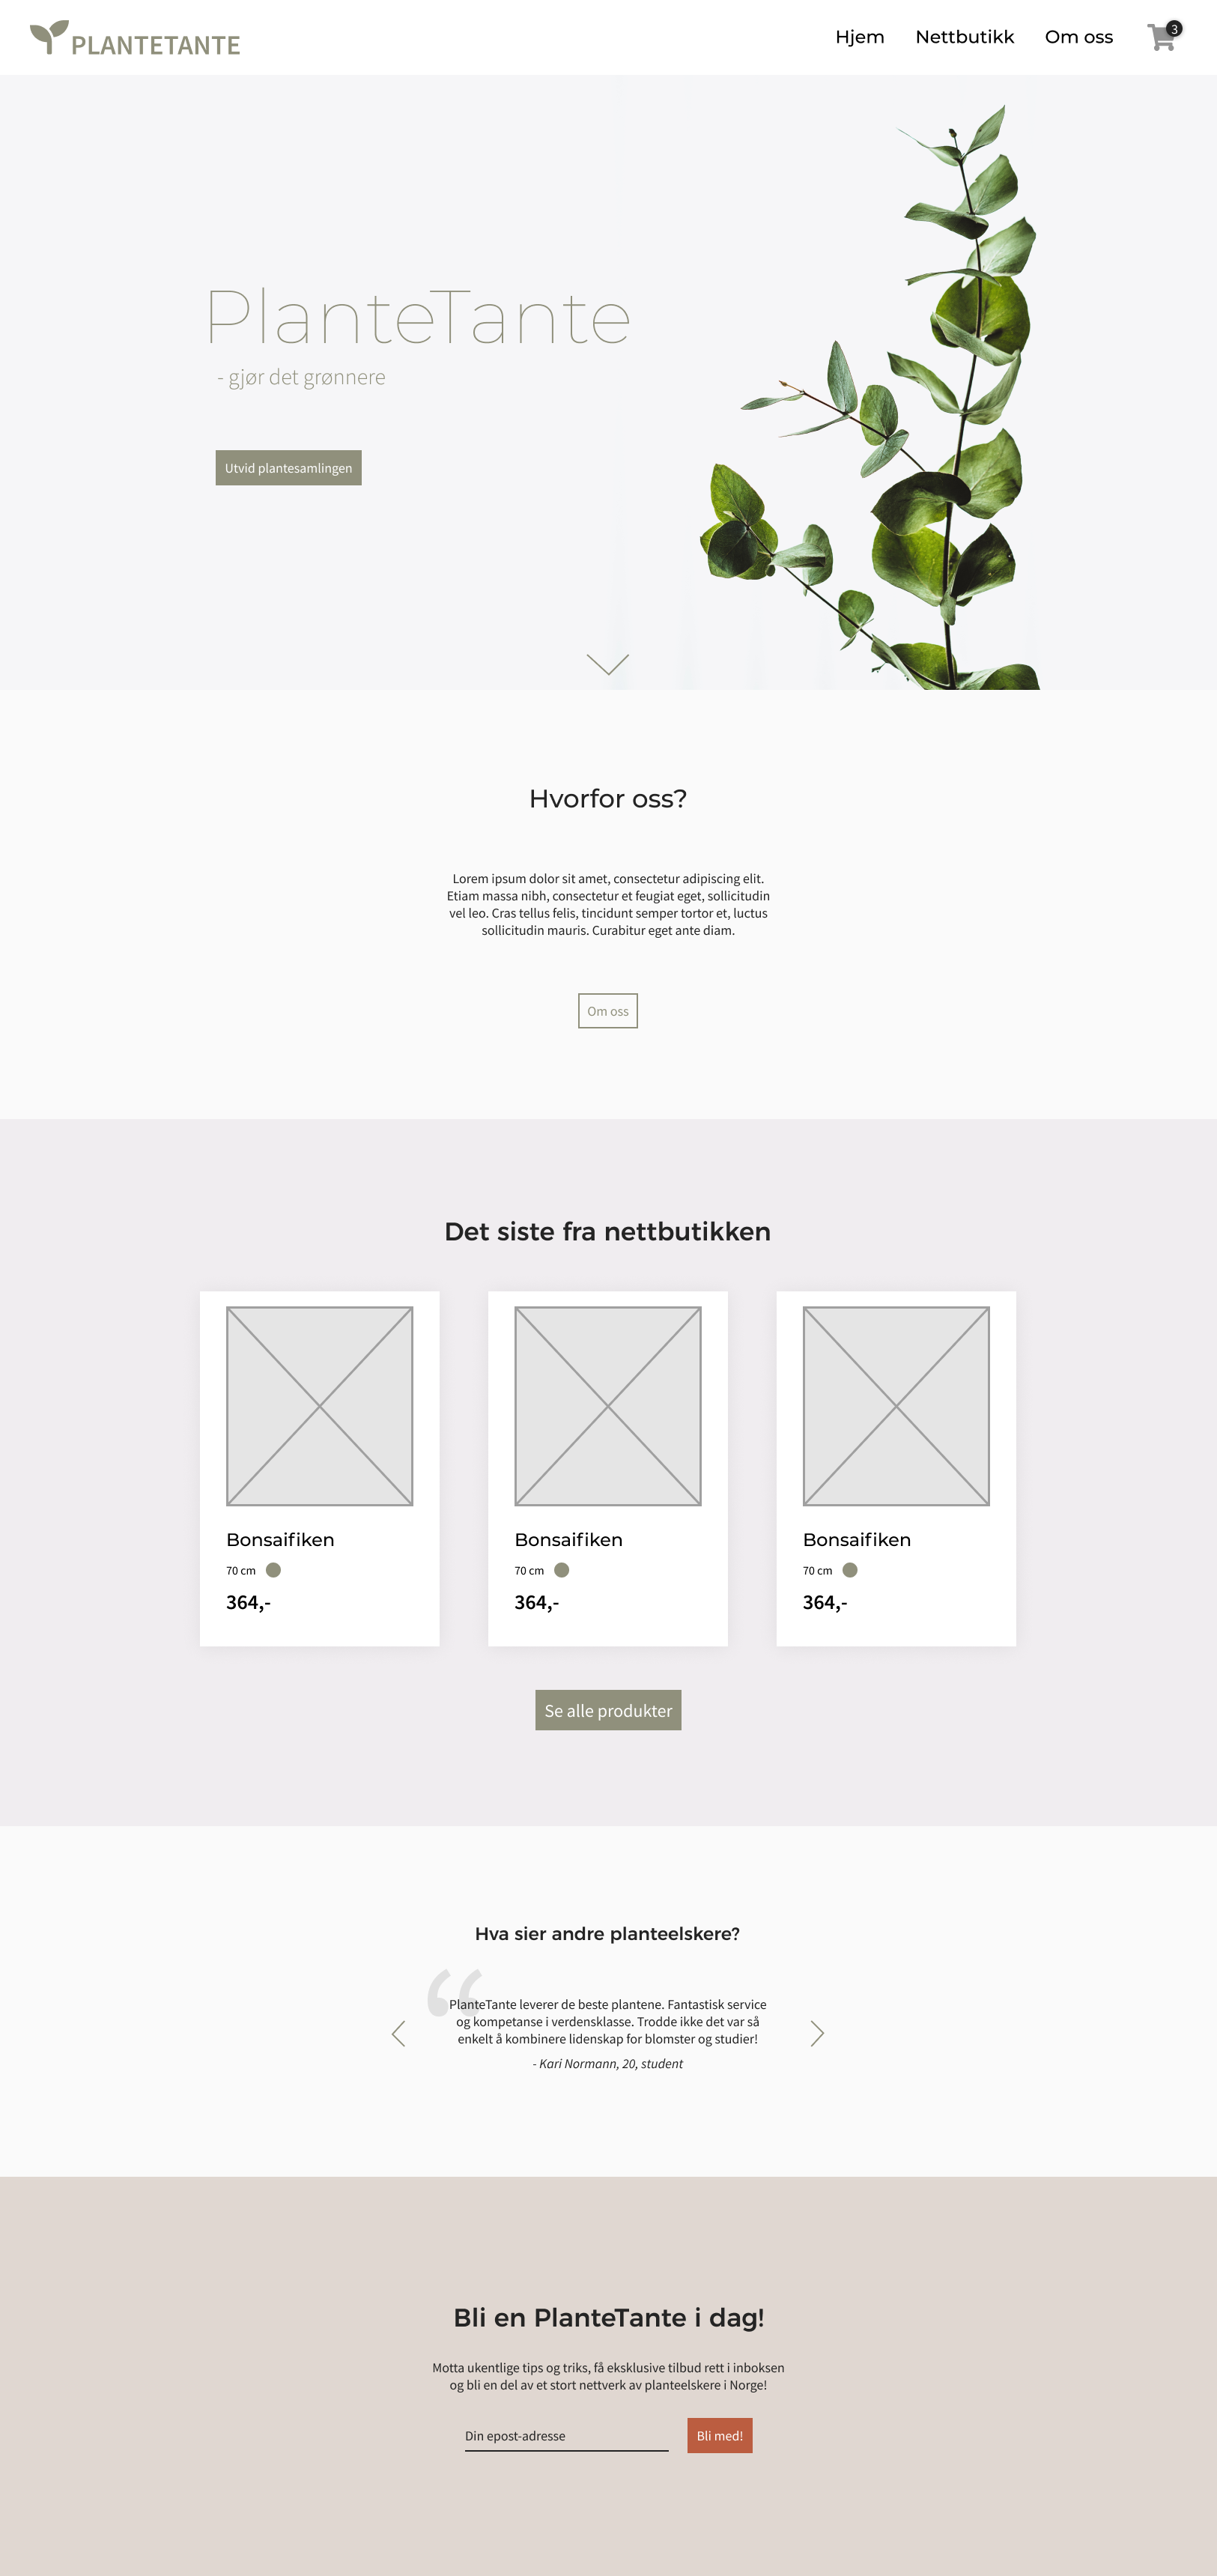 PLANTETANTE
Hjem Nettbutikk Om oss 3
PlanteTante
- gjør det grønnere
Utvid plantesamlingen
Hvorfor oss?
Lorem ipsum dolor sit amet, consectetur adipiscing elit.
Etiam massa nibh, consectetur et feugiat eget, sollicitudin
vel leo. Cras tellus felis, tincidunt semper tortor et, luctus
sollicitudin mauris. Curabitur eget ante diam.
Om oss
Det siste fra nettbutikken
Bonsaifiken
70 cm
364,-
Bonsaifiken
70 cm
364,-
Bonsaifiken
70 cm
364,-
Se alle produkter
Hva sier andre planteelskere?
“
PlanteTante leverer de beste plantene. Fantastisk service
og kompetanse i verdensklasse. Trodde ikke det var så
enkelt å kombinere lidenskap for blomster og studier!
- Kari Normann, 20, student
Bli en PlanteTante i dag!
Motta ukentlige tips og triks, få eksklusive tilbud rett i inboksen
og bli en del av et stort nettverk av planteelskere i Norge!
Din epost-adresse
Bli med!